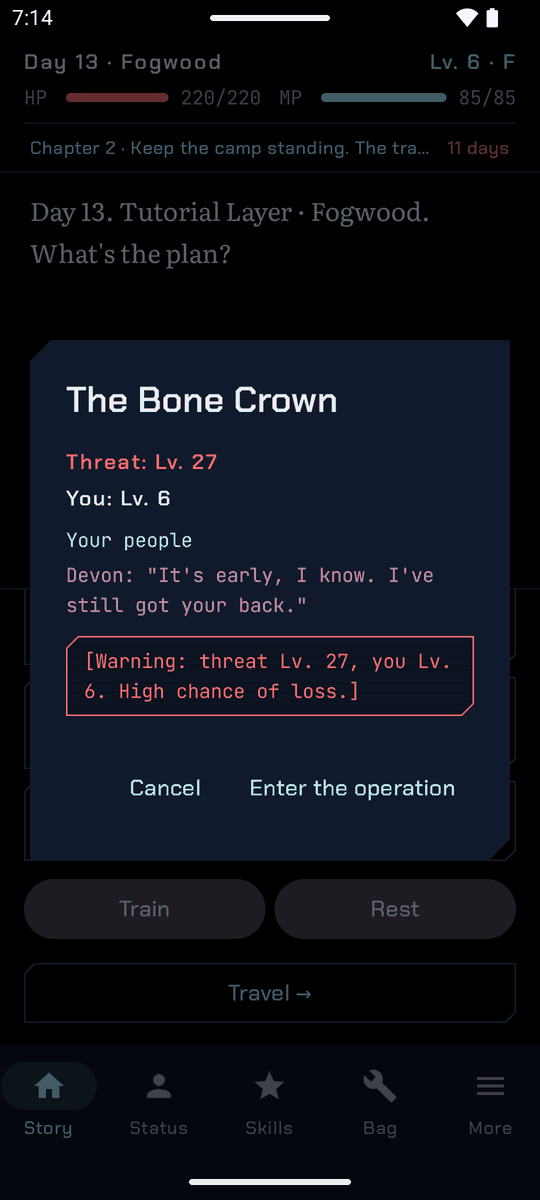 7:14
Day 13 · Fogwood
Lv. 6 · F
HP 220/220 MP 85/85
Chapter 2 · Keep the camp standing. The tra... 11 days
Day 13. Tutorial Layer · Fogwood.
What's the plan?
The Bone Crown
Threat: Lv. 27
You: Lv. 6
Your people
Devon: "It's early, I know. I've
still got your back."
[Warning: threat Lv. 27, you Lv.
6. High chance of loss.]
Cancel
Enter the operation
Train
Rest
Travel →
Story
Status
Skills
Bag
More